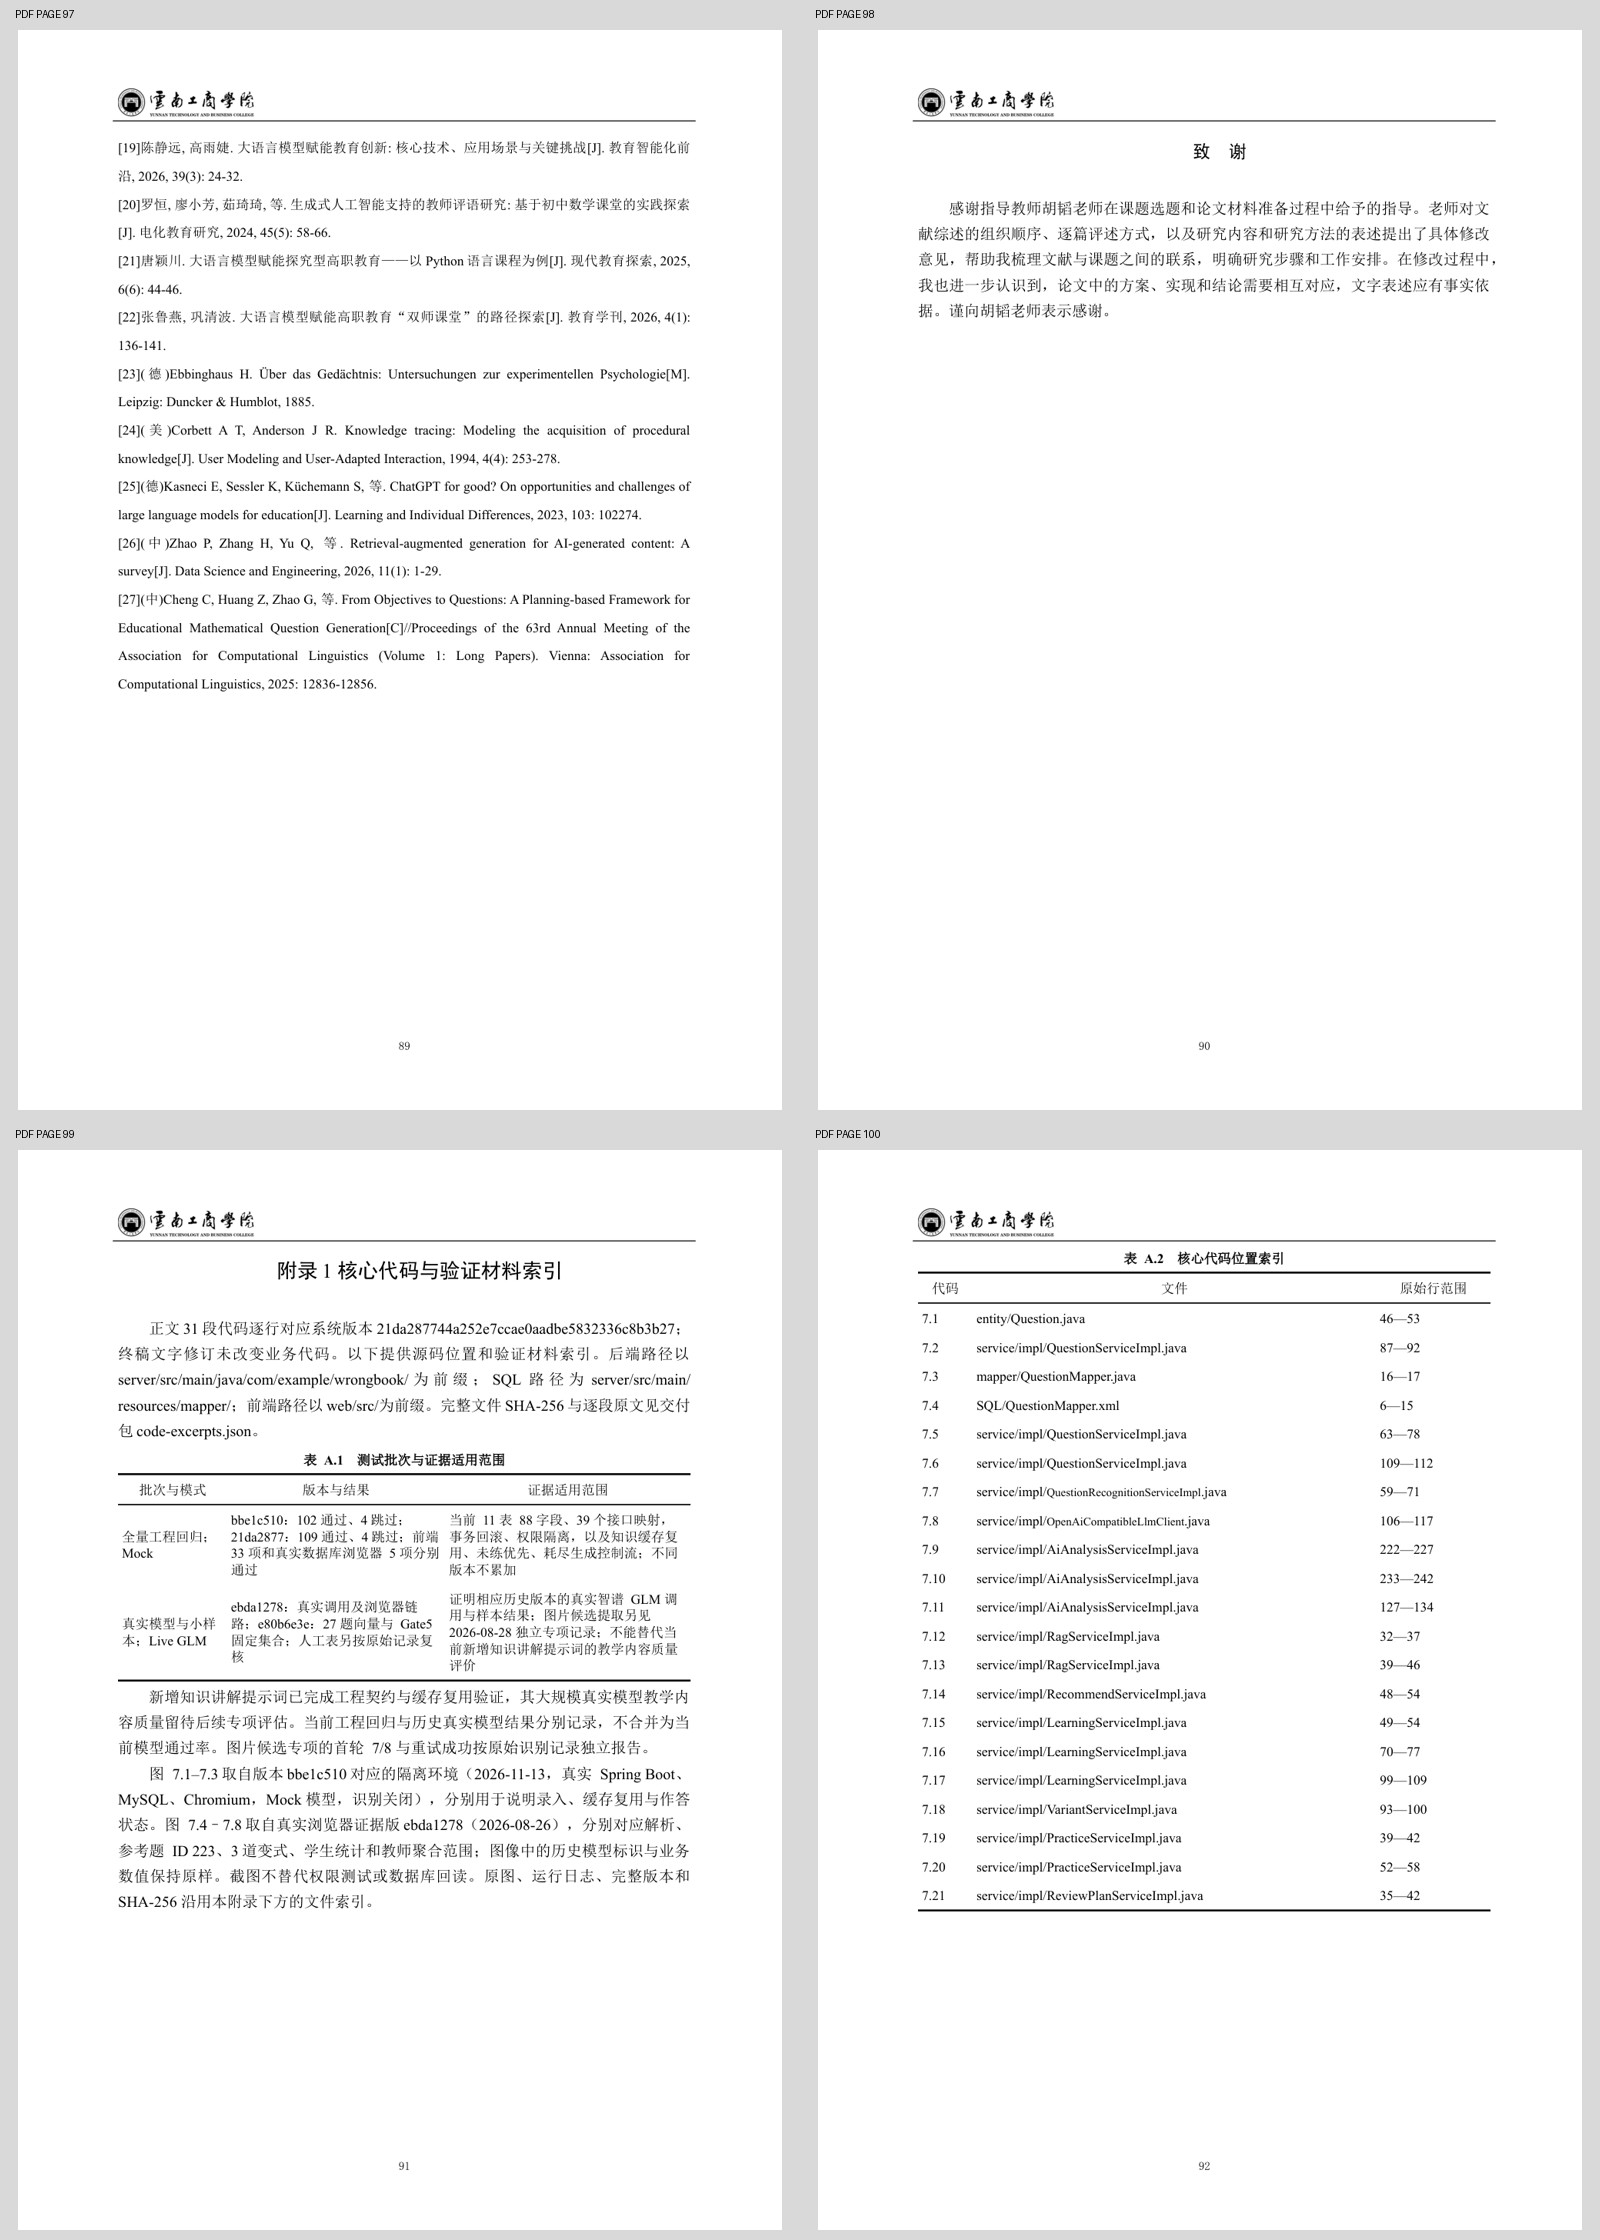 PDF PAGE 97
雲南工商學院
YUNNAN TECHNOLOGY AND BUSINESS COLLEGE
[19]陈静远, 高雨婕. 大语言模型赋能教育创新: 核心技术、应用场景与关键挑战[J]. 教育智能化前
沿, 2026, 39(3): 24-32.
[20]罗恒, 廖小芳, 茹琦琦, 等. 生成式人工智能支持的教师评语研究: 基于初中数学课堂的实践探索
[J]. 电化教育研究, 2024, 45(5): 58-66.
[21]唐颖川. 大语言模型赋能探究型高职教育——以 Python 语言课程为例[J]. 现代教育探索, 2025,
6(6): 44-46.
[22]张鲁燕, 巩清波. 大语言模型赋能高职教育“双师课堂”的路径探索[J]. 教育学刊, 2026, 4(1):
136-141.
[23](德)Ebbinghaus H. Über das Gedächtnis: Untersuchungen zur experimentellen Psychologie[M].
Leipzig: Duncker & Humblot, 1885.
[24](美)Corbett A T, Anderson J R. Knowledge tracing: Modeling the acquisition of procedural
knowledge[J]. User Modeling and User-Adapted Interaction, 1994, 4(4): 253-278.
[25](德)Kasneci E, Sessler K, Küchemann S, 等. ChatGPT for good? On opportunities and challenges of
large language models for education[J]. Learning and Individual Differences, 2023, 103: 102274.
[26](中)Zhao P, Zhang H, Yu Q, 等. Retrieval-augmented generation for AI-generated content: A
survey[J]. Data Science and Engineering, 2026, 11(1): 1-29.
[27](中)Cheng C, Huang Z, Zhao G, 等. From Objectives to Questions: A Planning-based Framework for
Educational Mathematical Question Generation[C]//Proceedings of the 63rd Annual Meeting of the
Association for Computational Linguistics (Volume 1: Long Papers). Vienna: Association for
Computational Linguistics, 2025: 12836-12856.
89
PDF PAGE 98
雲南工商學院
YUNNAN TECHNOLOGY AND BUSINESS COLLEGE
致 谢
感谢指导教师胡韬老师在课题选题和论文材料准备过程中给予的指导。老师对文
献综述的组织顺序、逐篇评述方式，以及研究内容和研究方法的表述提出了具体修改
意见，帮助我梳理文献与课题之间的联系，明确研究步骤和工作安排。在修改过程中，
我也进一步认识到，论文中的方案、实现和结论需要相互对应，文字表述应有事实依
据。谨向胡韬老师表示感谢。
90
PDF PAGE 99
雲南工商學院
YUNNAN TECHNOLOGY AND BUSINESS COLLEGE
附录 1 核心代码与验证材料索引
正文 31 段代码逐行对应系统版本 21da287744a252e7ccae0aadbe5832336c8b3b27；
终稿文字修订未改变业务代码。以下提供源码位置和验证材料索引。后端路径以
server/src/main/java/com/example/wrongbook/ 为前缀；SQL 路径为 server/src/main/
resources/mapper/；前端路径以 web/src/为前缀。完整文件 SHA-256 与逐段原文见交付
包 code-excerpts.json。
表 A.1 测试批次与证据适用范围
批次与模式 版本与结果 证据适用范围
全量工程回归；
Mock
bbe1c510：102 通过、4 跳过；
21da2877：109 通过、4 跳过；前端
33 项和真实数据库浏览器 5 项分别
通过
当前 11 表 88 字段、39 个接口映射，
事务回滚、权限隔离，以及知识缓存复
用、未练优先、耗尽生成控制流；不同
版本不累加
真实模型与小样
本；Live GLM
ebda1278：真实调用及浏览器链
路；e80b6e3e：27 题向量与 Gate5
固定集合；人工表另按原始记录复
核
证明相应历史版本的真实智谱 GLM 调
用与样本结果；图片候选提取另见
2026-08-28 独立专项记录；不能替代当
前新增知识讲解提示词的教学内容质量
评价
新增知识讲解提示词已完成工程契约与缓存复用验证，其大规模真实模型教学内
容质量留待后续专项评估。当前工程回归与历史真实模型结果分别记录，不合并为当
前模型通过率。图片候选专项的首轮 7/8 与重试成功按原始识别记录独立报告。
图 7.1–7.3 取自版本 bbe1c510 对应的隔离环境（2026-11-13，真实 Spring Boot、
MySQL、Chromium，Mock 模型，识别关闭），分别用于说明录入、缓存复用与作答
状态。图 7.4－7.8 取自真实浏览器证据版 ebda1278（2026-08-26），分别对应解析、
参考题 ID 223、3 道变式、学生统计和教师聚合范围；图像中的历史模型标识与业务
数值保持原样。截图不替代权限测试或数据库回读。原图、运行日志、完整版本和
SHA-256 沿用本附录下方的文件索引。
91
PDF PAGE 100
雲南工商學院
YUNNAN TECHNOLOGY AND BUSINESS COLLEGE
表 A.2 核心代码位置索引
代码 文件 原始行范围
7.1 entity/Question.java 46—53
7.2 service/impl/QuestionServiceImpl.java 87—92
7.3 mapper/QuestionMapper.java 16—17
7.4 SQL/QuestionMapper.xml 6—15
7.5 service/impl/QuestionServiceImpl.java 63—78
7.6 service/impl/QuestionServiceImpl.java 109—112
7.7 service/impl/QuestionRecognitionServiceImpl.java 59—71
7.8 service/impl/OpenAiCompatibleLlmClient.java 106—117
7.9 service/impl/AiAnalysisServiceImpl.java 222—227
7.10 service/impl/AiAnalysisServiceImpl.java 233—242
7.11 service/impl/AiAnalysisServiceImpl.java 127—134
7.12 service/impl/RagServiceImpl.java 32—37
7.13 service/impl/RagServiceImpl.java 39—46
7.14 service/impl/RecommendServiceImpl.java 48—54
7.15 service/impl/LearningServiceImpl.java 49—54
7.16 service/impl/LearningServiceImpl.java 70—77
7.17 service/impl/LearningServiceImpl.java 99—109
7.18 service/impl/VariantServiceImpl.java 93—100
7.19 service/impl/PracticeServiceImpl.java 39—42
7.20 service/impl/PracticeServiceImpl.java 52—58
7.21 service/impl/ReviewPlanServiceImpl.java 35—42
92